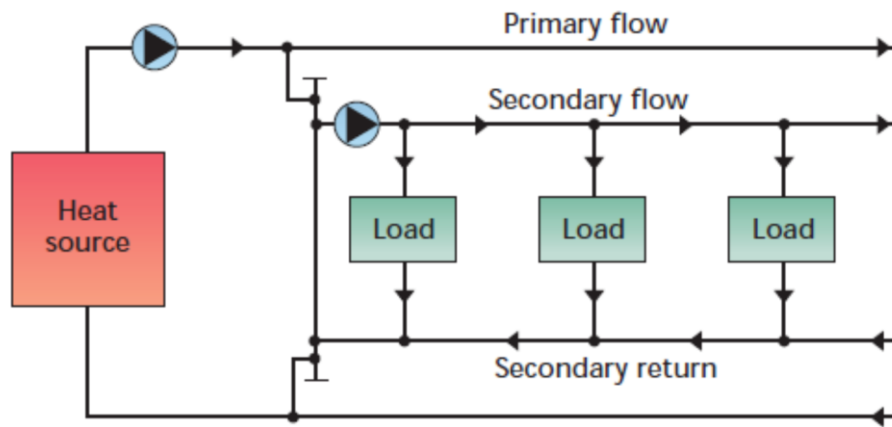 Primary flow
Secondary flow
Heat
source
Load
Load
Load
Secondary return